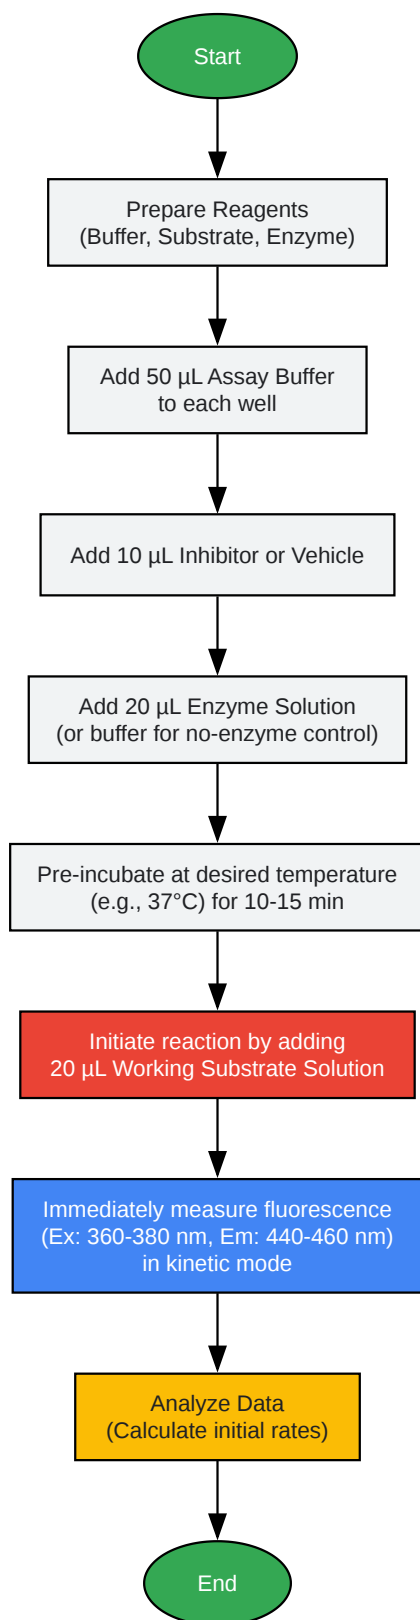 Start
Prepare Reagents
(Buffer, Substrate, Enzyme)
Add 50 µL Assay Buffer
to each well
Add 10 µL Inhibitor or Vehicle
Add 20 µL Enzyme Solution
(or buffer for no-enzyme control)
Pre-incubate at desired temperature
(e.g., 37°C) for 10-15 min
Initiate reaction by adding
20 µL Working Substrate Solution
Immediately measure fluorescence
(Ex: 360-380 nm, Em: 440-460 nm)
in kinetic mode
Analyze Data
(Calculate initial rates)
End